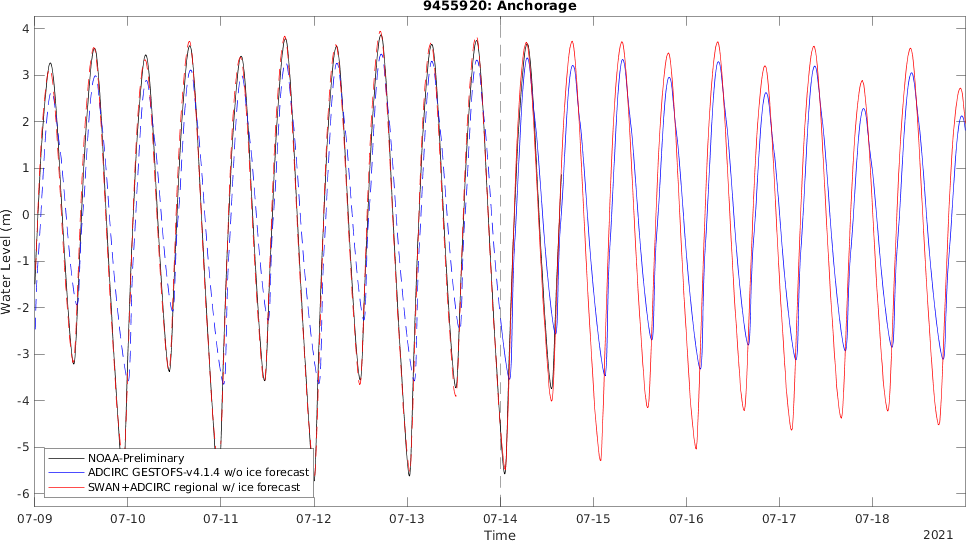 9455920: Anchorage
4
3
2
1
0
-1
-2
-3
-4
-5
-6
Water Level (m)
NOAA-Preliminary
ADCIRC GESTOFS-v4.1.4 w/o ice forecast
SWAN+ADCIRC regional w/ ice forecast
07-09 07-10 07-11 07-12 07-13 07-14 07-15 07-16 07-17 07-18
Time
2021